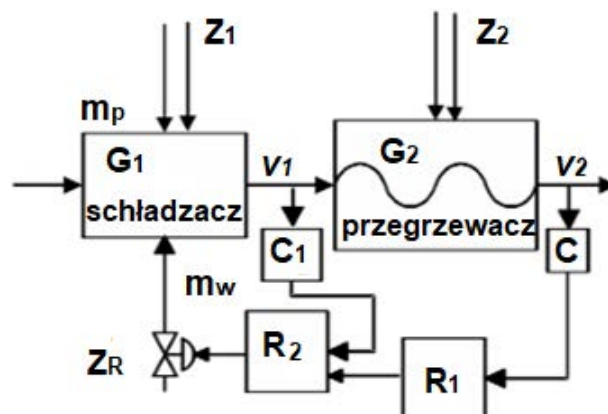 Z1
Z2
mp
G1
schładzacz
V1
G2
przegrzewacz
V2
C1
C
mw
ZR
R2
R1